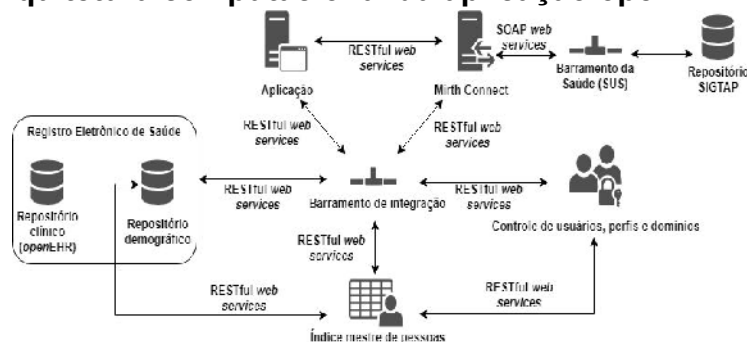 RESTful web
services
SOAP web
services
Aplicação
Mirth Connect
Barramento da
Saúde (SUS)
Repositório
SIGTAP
Registro Eletrônico de Saúde
RESTful web
services
RESTful web
services
Repositório
clínico
(openEHR)
Repositório
demográfico
RESTful web
services
Barramento de integração
RESTful web
services
Controle de usuários, perfis e domínios
RESTful web
services
RESTful web
services
RESTful web
services
Índice mestre de pessoas